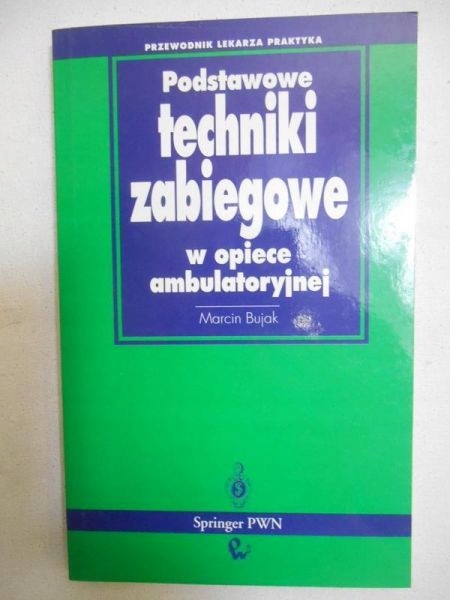 PRZEWODNIK LEKARZA PRAKTYKA
Podstawowe
techniki
zabiegowe
w opiece
ambulatoryjnej
Marcin Bujak
Springer PWN